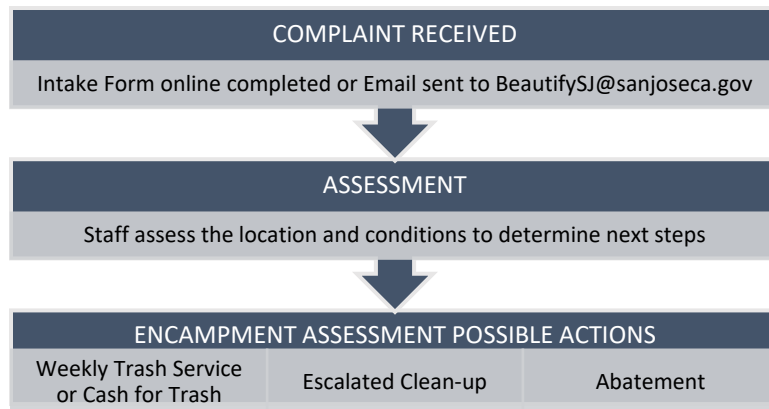 COMPLAINT RECEIVED
Intake Form online completed or Email sent to BeautifySJ@sanjoseca.gov
ASSESSMENT
Staff assess the location and conditions to determine next steps
ENCAMPMENT ASSESSMENT POSSIBLE ACTIONS
Weekly Trash Service
or Cash for Trash
Escalated Clean-up
Abatement